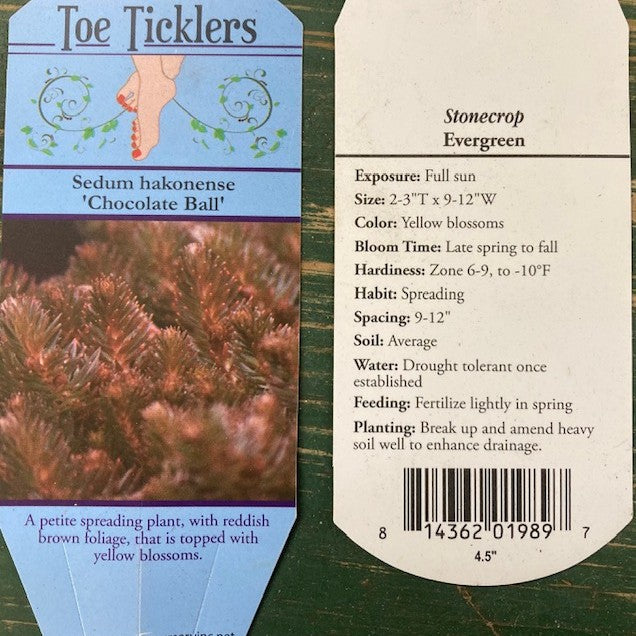 Toe Ticklers
Sedum hakonense
'Chocolate Ball'
A petite spreading plant, with reddish
brown foliage, that is topped with
yellow blossoms.
Stonecrop
Evergreen
Exposure: Full sun
Size: 2-3"T x 9-12"W
Color: Yellow blossoms
Bloom Time: Late spring to fall
Hardiness: Zone 6-9, to -10°F
Habit: Spreading
Spacing: 9-12"
Soil: Average
Water: Drought tolerant once
established
Feeding: Fertilize lightly in spring
Planting: Break up and amend heavy
soil well to enhance drainage.
8 14362 01989 7
4.5"